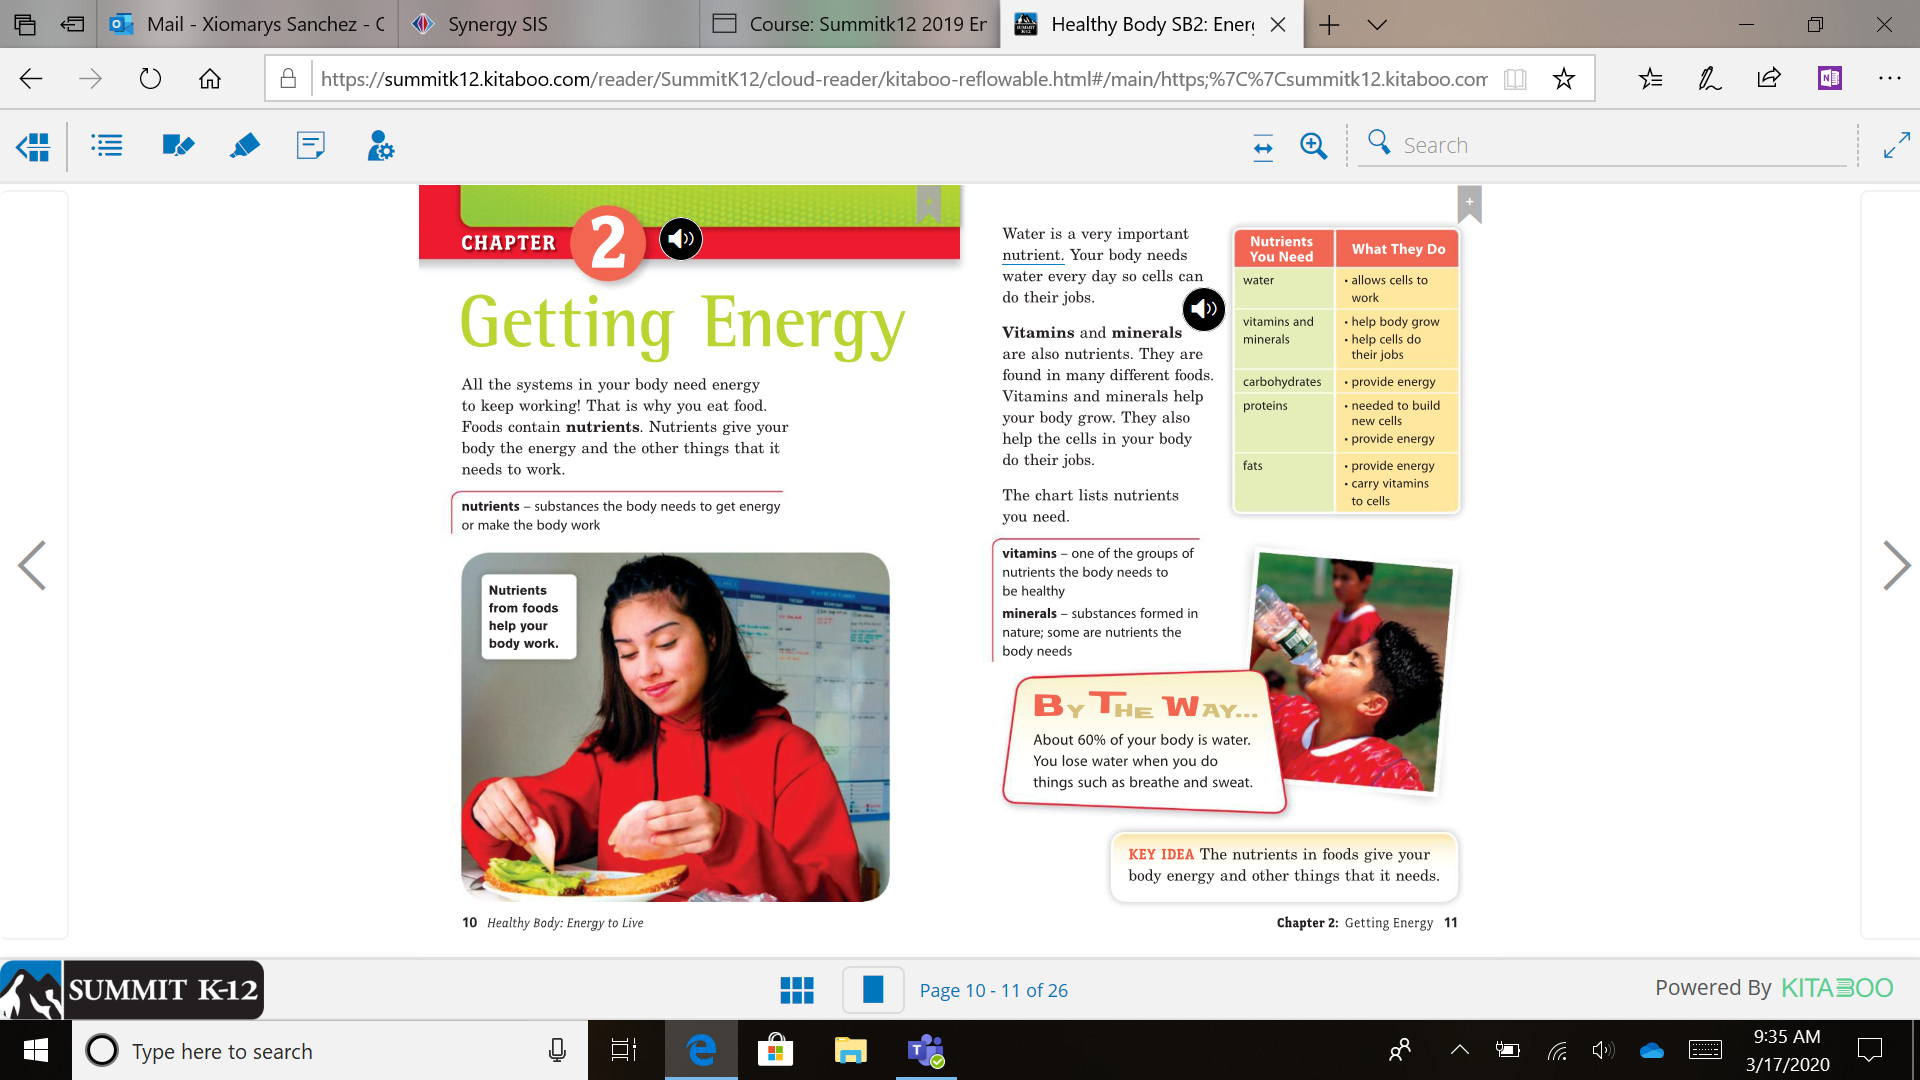 Mail - Xiomarys Sanchez - C
Synergy SIS
Course: Summitk12 2019 En
Healthy Body SB2: Energ
https://summitk12.kitaboo.com/reader/SummitK12/cloud-reader/kitaboo-reflowable.html#/main/https;%7C%7Csummitk12.kitaboo.com
Search
CHAPTER 2
Getting Energy
All the systems in your body need energy
to keep working! That is why you eat food.
Foods contain nutrients. Nutrients give your
body the energy and the other things that it
needs to work.
nutrients – substances the body needs to get energy
or make the body work
Nutrients
from foods
help your
body work.
10 Healthy Body: Energy to Live
Water is a very important
nutrient. Your body needs
water every day so cells can
do their jobs.
Vitamins and minerals
are also nutrients. They are
found in many different foods.
Vitamins and minerals help
your body grow. They also
help the cells in your body
do their jobs.
The chart lists nutrients
you need.
vitamins – one of the groups of
nutrients the body needs to
be healthy
minerals – substances formed in
nature; some are nutrients the
body needs
Nutrients
You Need
What They Do
water
• allows cells to
work
vitamins and
minerals
• help body grow
• help cells do
their jobs
carbohydrates
• provide energy
proteins
• needed to build
new cells
• provide energy
fats
• provide energy
• carry vitamins
to cells
BY THE WAY...
About 60% of your body is water.
You lose water when you do
things such as breathe and sweat.
KEY IDEA The nutrients in foods give your
body energy and other things that it needs.
Chapter 2: Getting Energy 11
SUMMIT K-12
Page 10 - 11 of 26
Powered By KITABOO
Type here to search
9:35 AM
3/17/2020